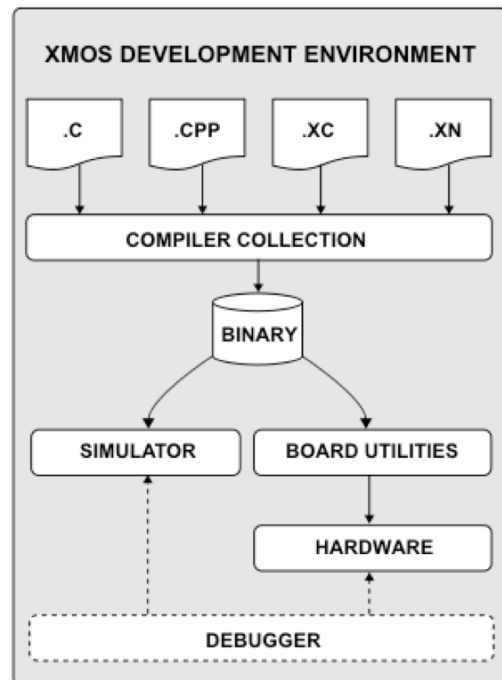 XMOS DEVELOPMENT ENVIRONMENT
.C
.CPP
.XC
.XN
COMPILER COLLECTION
BINARY
SIMULATOR
BOARD UTILITIES
HARDWARE
DEBUGGER